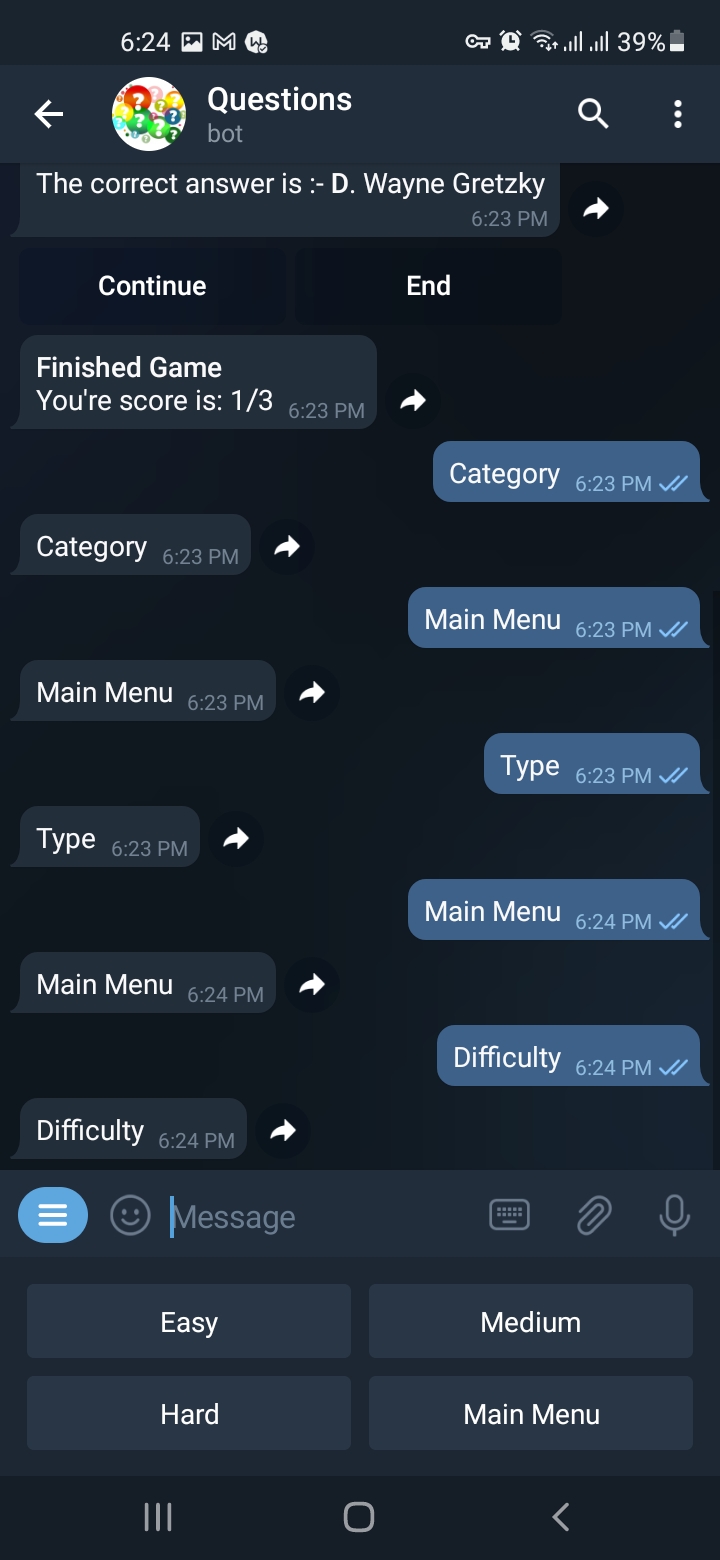 6:24 39%
Questions
bot
The correct answer is :- D. Wayne Gretzky
6:23 PM
Continue End
Finished Game
You're score is: 1/3 6:23 PM
Category 6:23 PM
Category 6:23 PM
Main Menu 6:23 PM
Main Menu 6:23 PM
Type 6:23 PM
Type 6:23 PM
Main Menu 6:24 PM
Main Menu 6:24 PM
Difficulty 6:24 PM
Difficulty 6:24 PM
Message
Easy Medium
Hard Main Menu